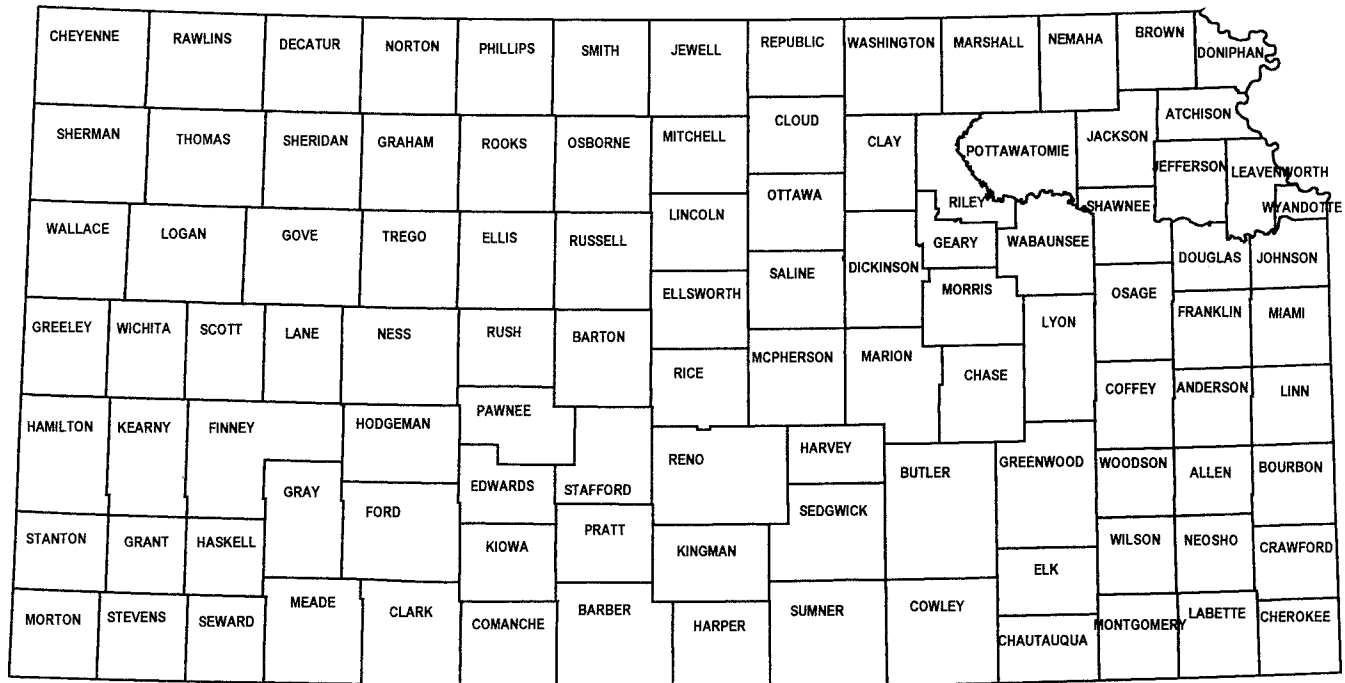 CHEYENNE
RAWLINS
DECATUR
NORTON
PHILLIPS
SMITH
JEWELL
REPUBLIC
WASHINGTON
MARSHALL
NEMAHA
BROWN
DONIPHAN
SHERMAN
THOMAS
SHERIDAN
GRAHAM
ROOKS
OSBORNE
MITCHELL
CLOUD
CLAY
POTTAWATOMIE
JACKSON
ATCHISON
JEFFERSON
LEAVENWORTH
WYANDOTTE
WALLACE
LOGAN
GOVE
TREGO
ELLIS
RUSSELL
LINCOLN
OTTAWA
RILEY
SHAWNEE
GEARY
WABAUNSEE
DOUGLAS
JOHNSON
ELLSWORTH
SALINE
DICKINSON
MORRIS
OSAGE
GREELEY
WICHITA
SCOTT
LANE
NESS
RUSH
BARTON
LYON
FRANKLIN
MIAMI
RICE
MCPHERSON
MARION
CHASE
COFFEY
ANDERSON
LINN
HAMILTON
KEARNY
FINNEY
HODGEMAN
PAWNEE
RENO
HARVEY
BUTLER
GREENWOOD
WOODSON
ALLEN
BOURBON
GRAY
FORD
EDWARDS
STAFFORD
SEDGWICK
STANTON
GRANT
HASKELL
KIOWA
PRATT
KINGMAN
ELK
WILSON
NEOSHO
CRAWFORD
MORTON
STEVENS
SEWARD
MEADE
CLARK
COMANCHE
BARBER
HARPER
SUMNER
COWLEY
CHAUTAUQUA
MONTGOMERY
LABETTE
CHEROKEE